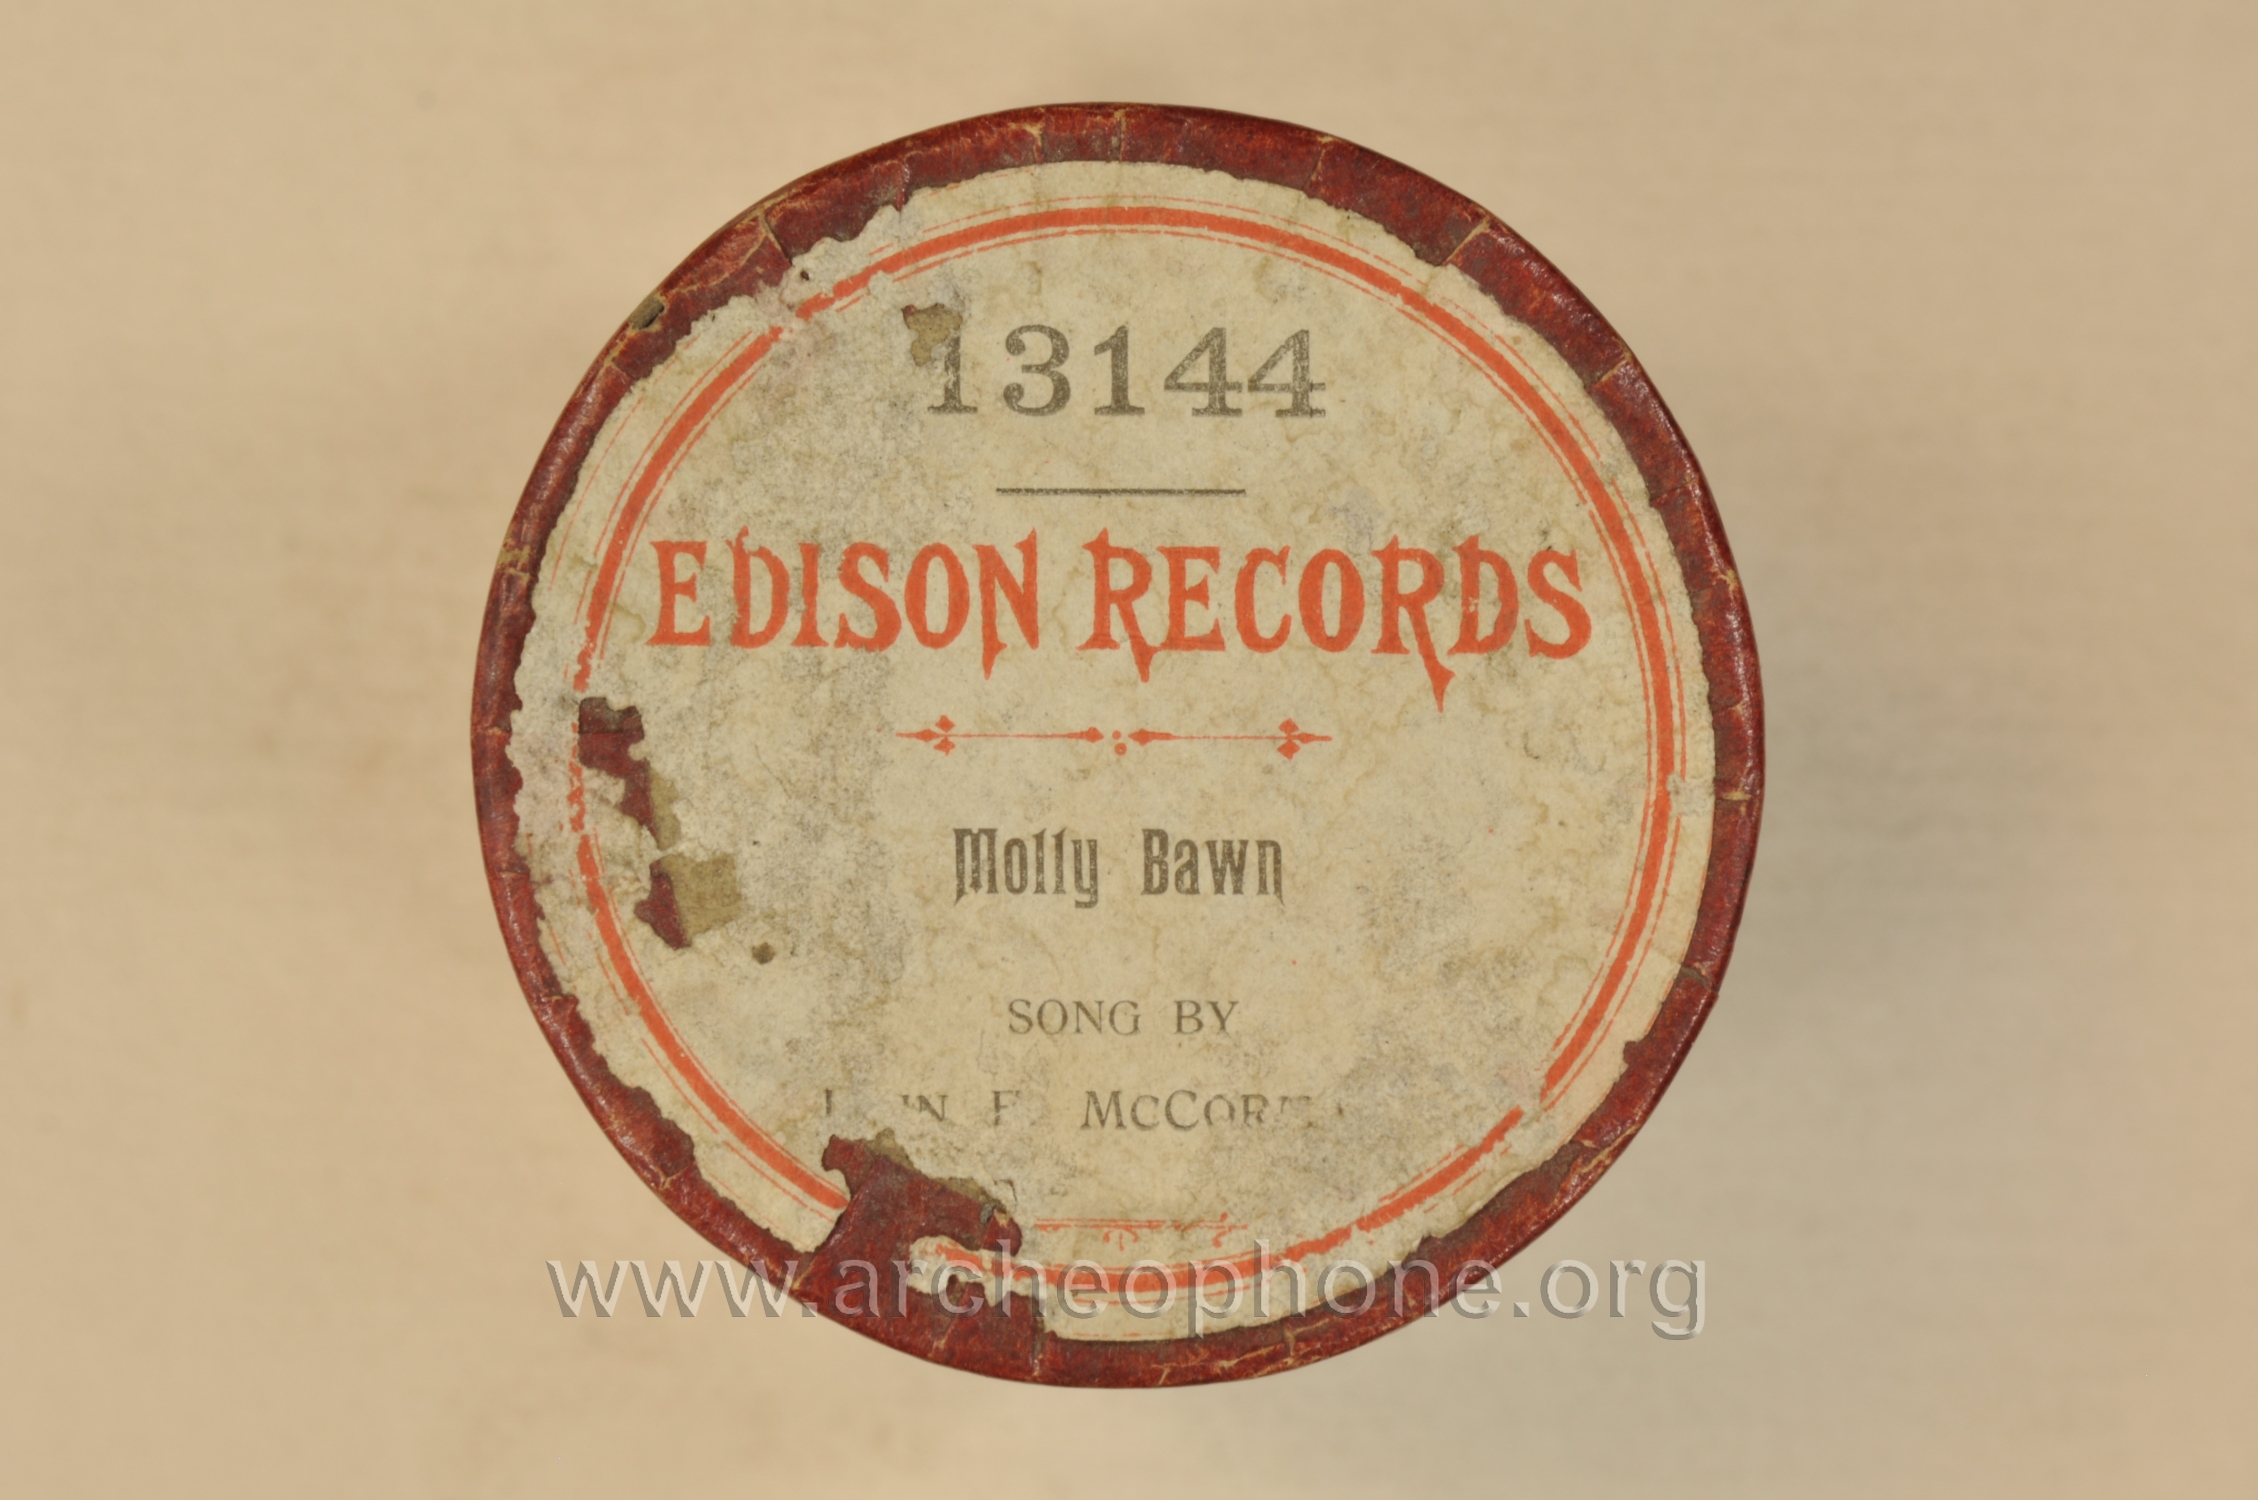 13144
EDISON RECORDS
Molly Bawn
SONG BY
www.archeophone.org